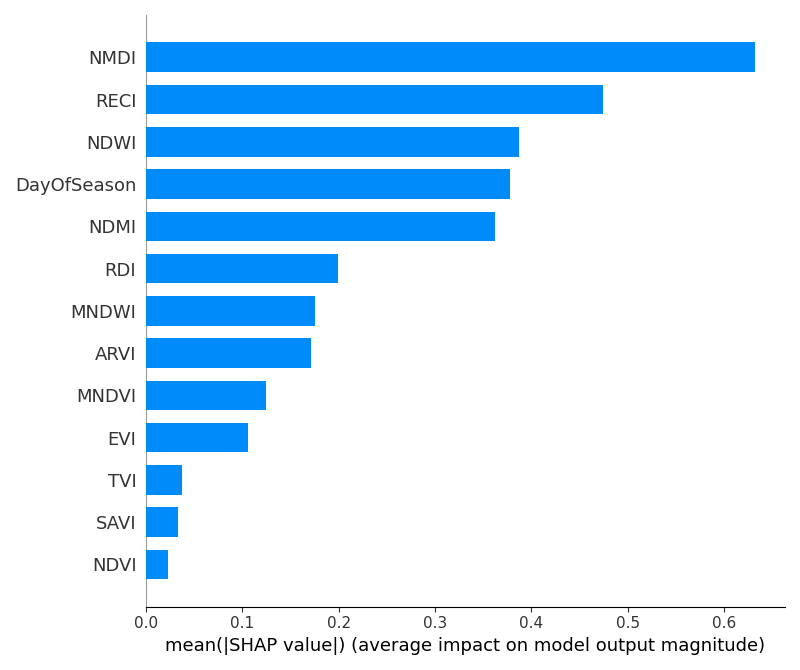 NMDI
RECI
NDWI
DayOfSeason
NDMI
RDI
MNDWI
ARVI
MNDVI
EVI
TVI
SAVI
NDVI
0.0 0.1 0.2 0.3 0.4 0.5 0.6
mean(|SHAP value|) (average impact on model output magnitude)